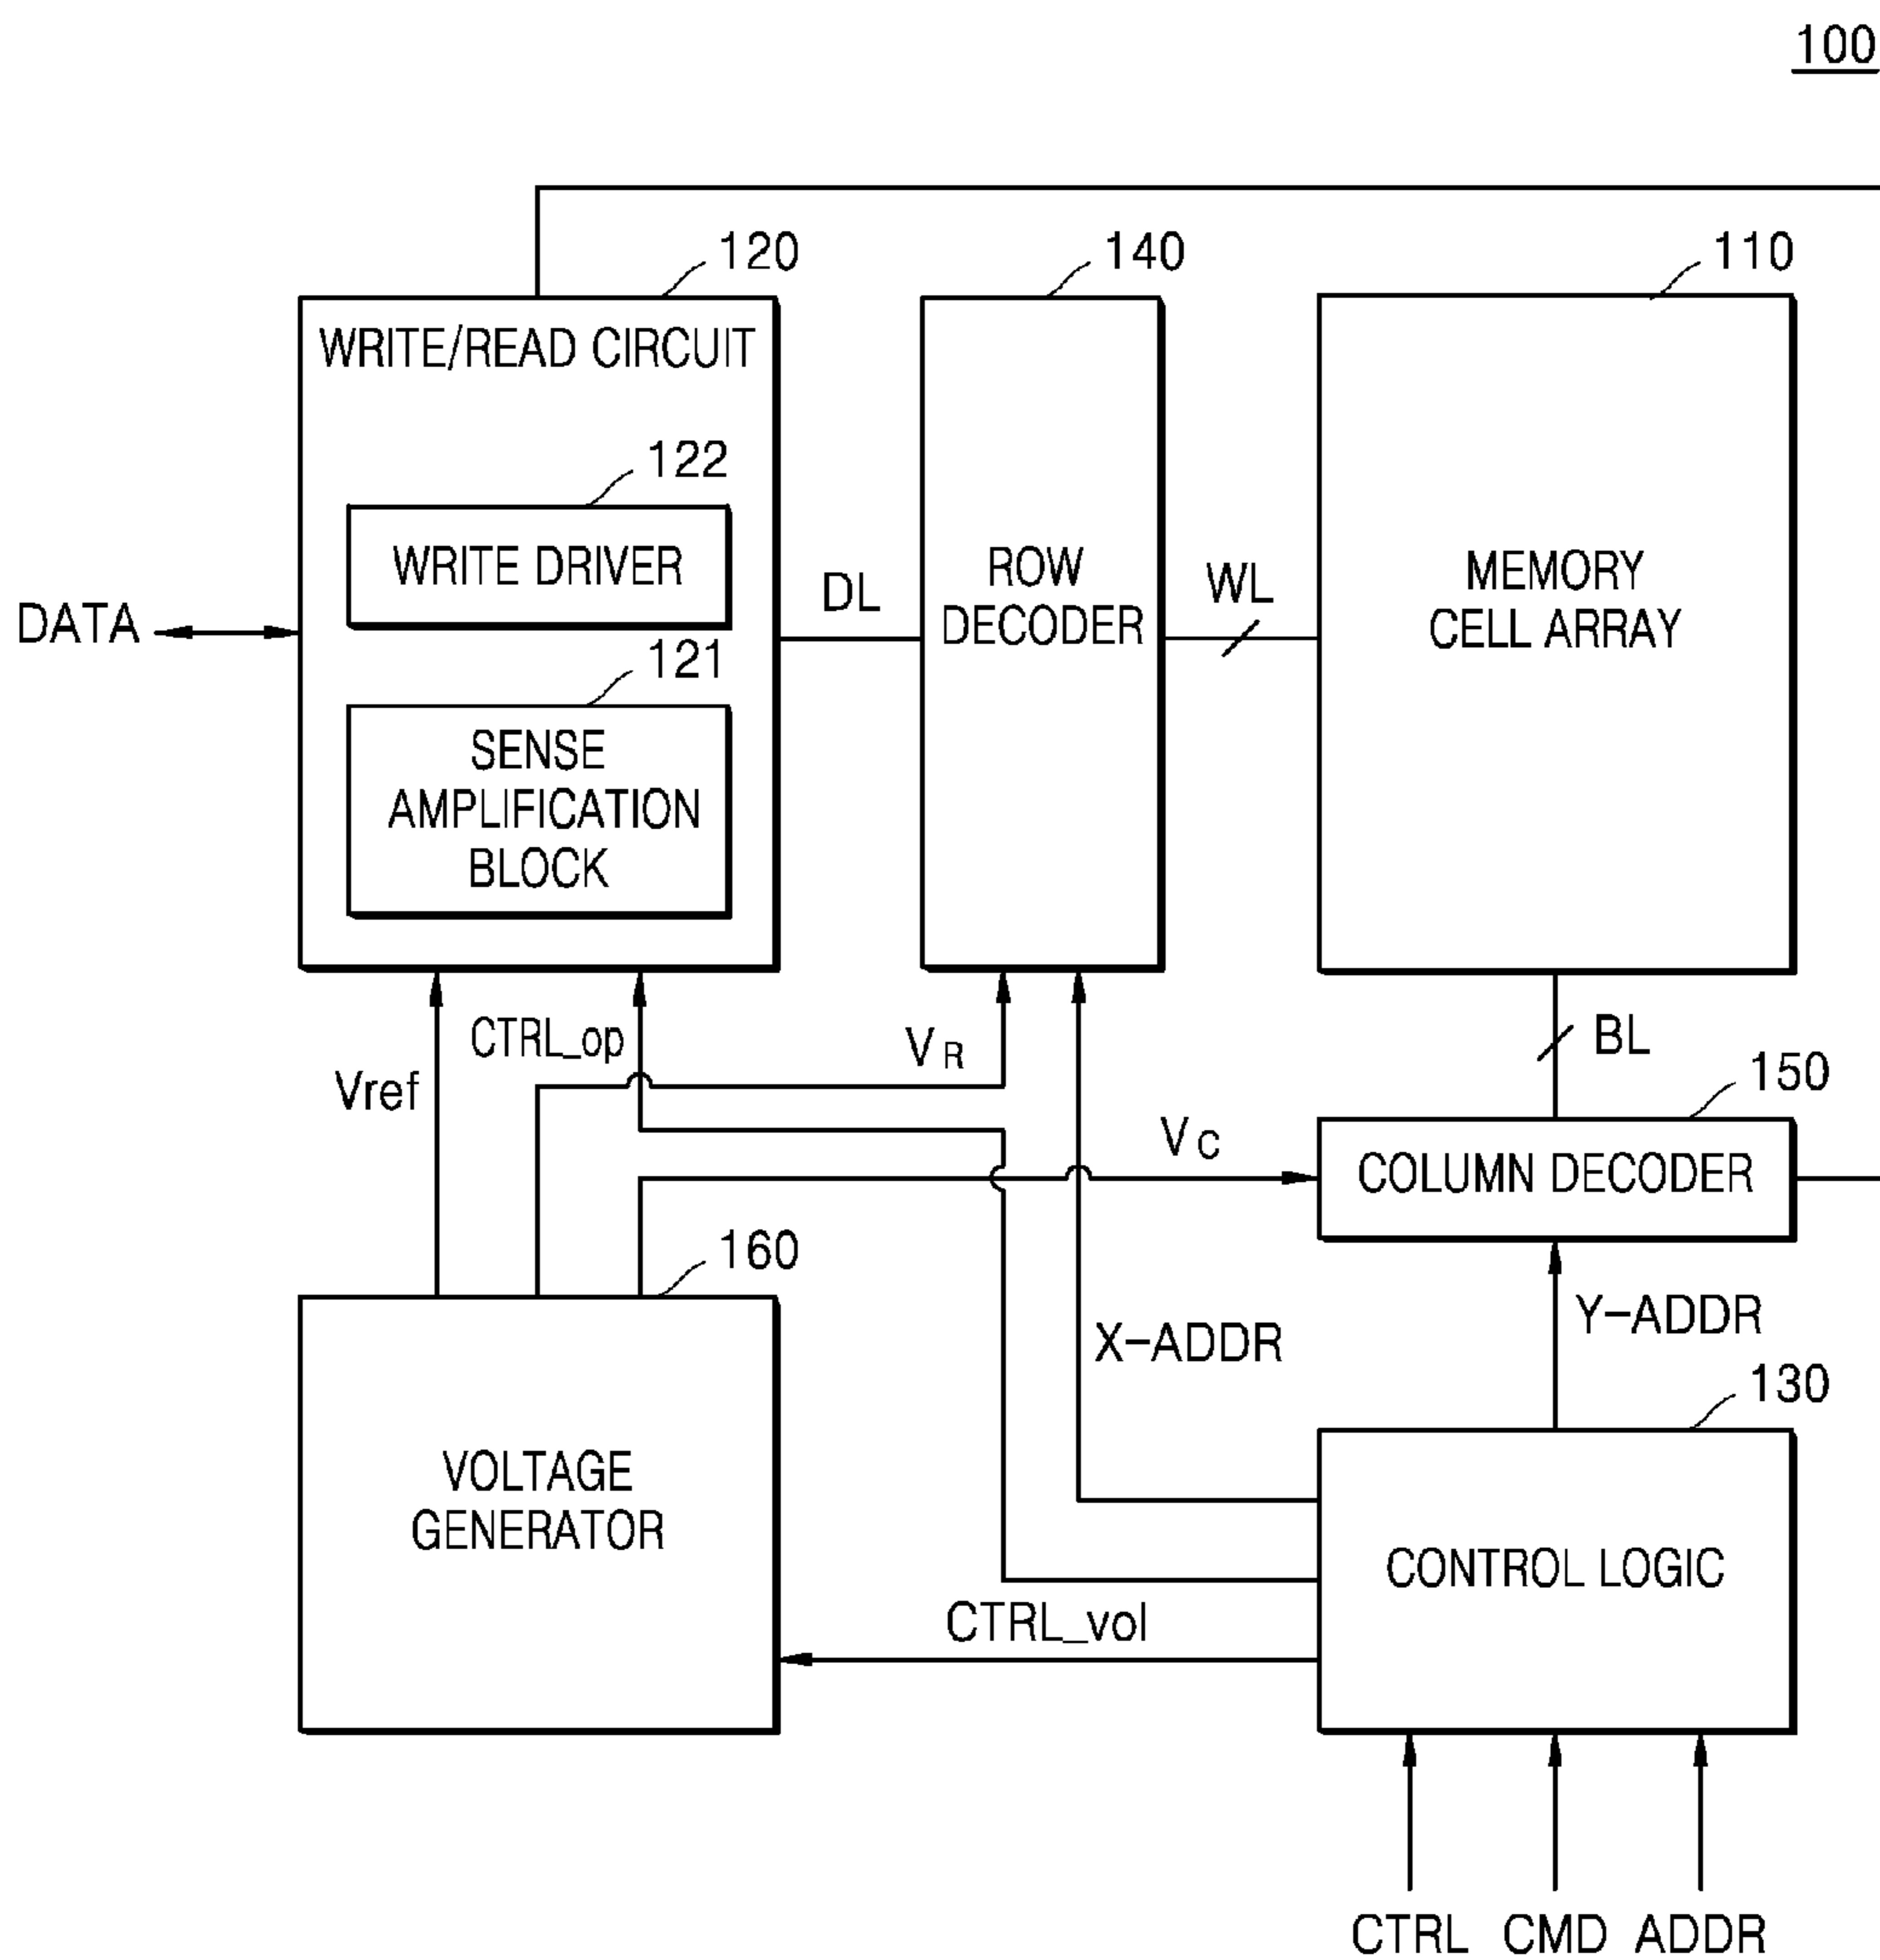 100
120
140
110
WRITE/READ CIRCUIT
122
WRITE DRIVER
DATA
121
SENSE
AMPLIFICATION
BLOCK
DL
ROW
DECODER
WL
MEMORY
CELL ARRAY
Vref
CTRL_op
VR
BL
150
VC
COLUMN DECODER
160
X-ADDR
Y-ADDR
130
VOLTAGE
GENERATOR
CONTROL LOGIC
CTRL_vol
CTRL CMD ADDR